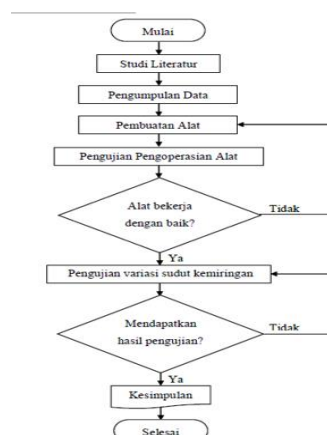 Mulai
Studi Literatur
Pengumpulan Data
Pembuatan Alat
Pengujian Pengoperasian Alat
Alat bekerja
dengan baik?
Tidak
Ya
Pengujian variasi sudut kemiringan
Mendapatkan
hasil pengujian?
Tidak
Ya
Kesimpulan
Selesai